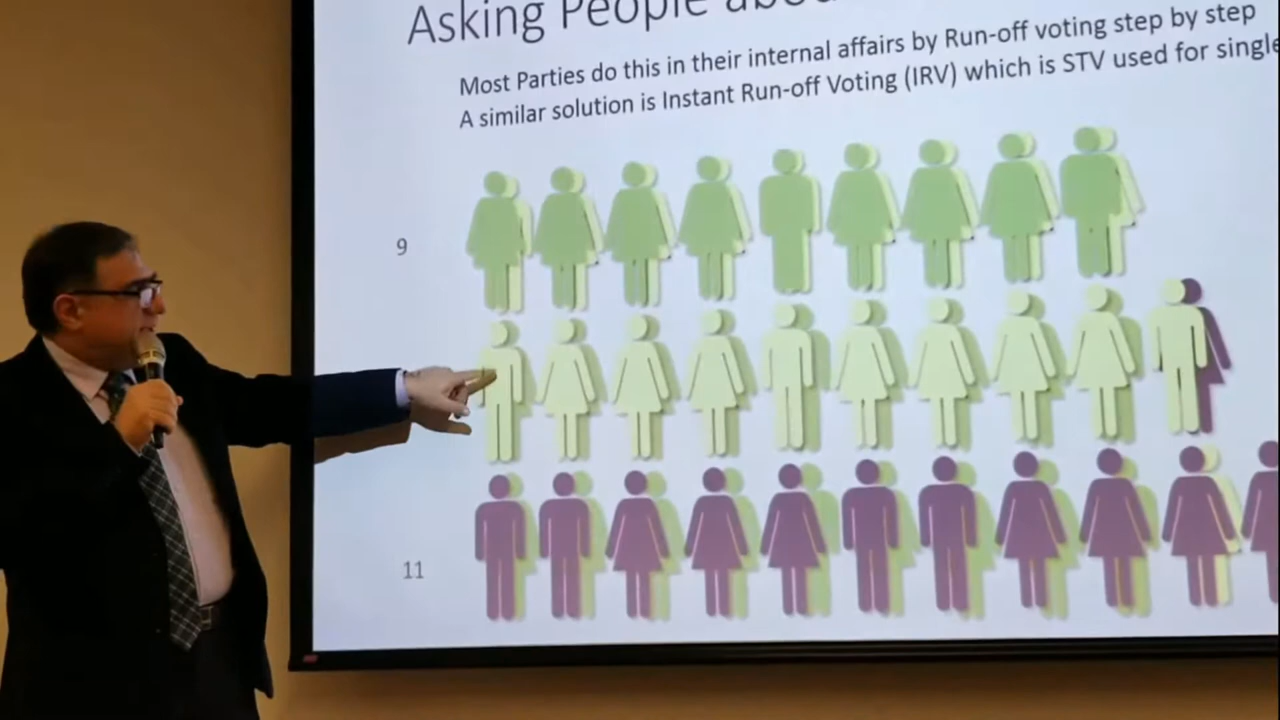 Asking People
Most Parties do this in their internal affairs by Run-off voting step by step
A similar solution is Instant Run-off Voting (IRV) which is STV used for single
9
11